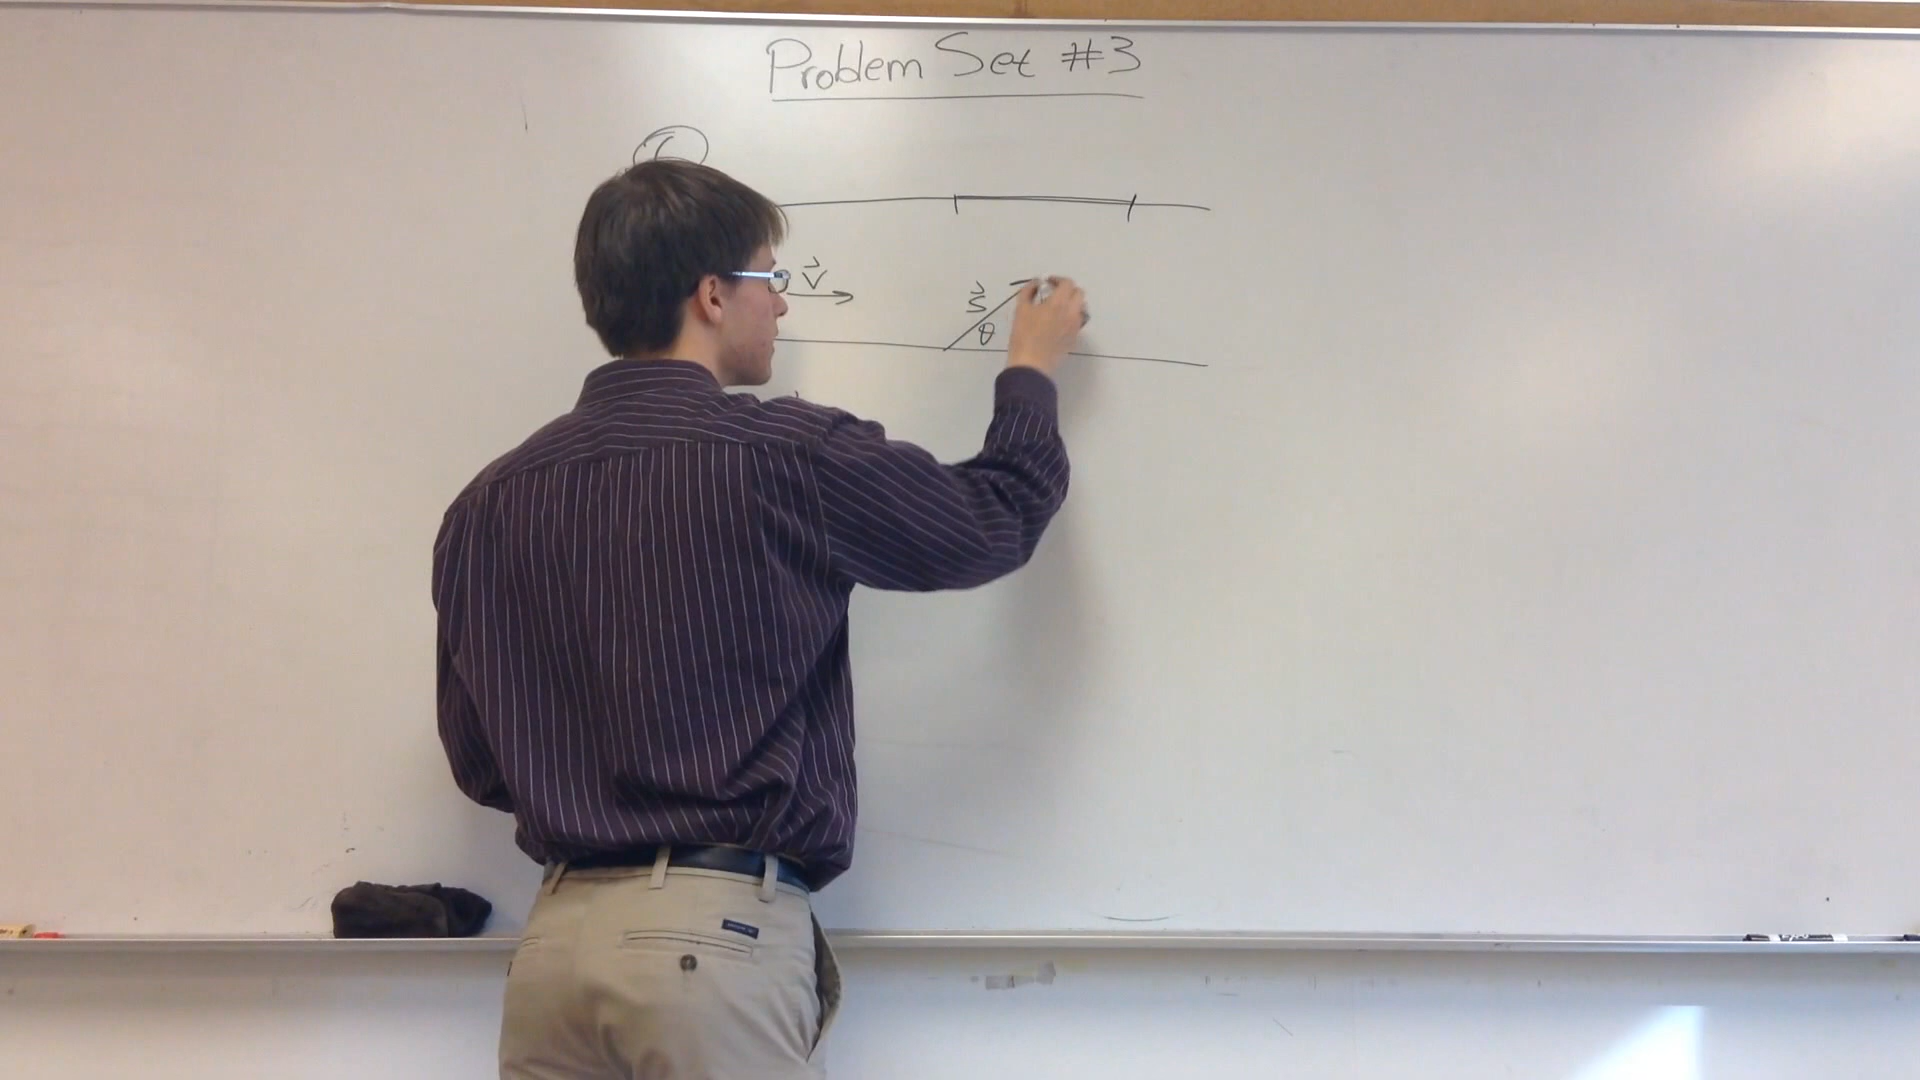 Problem Set #3
v
s
θ